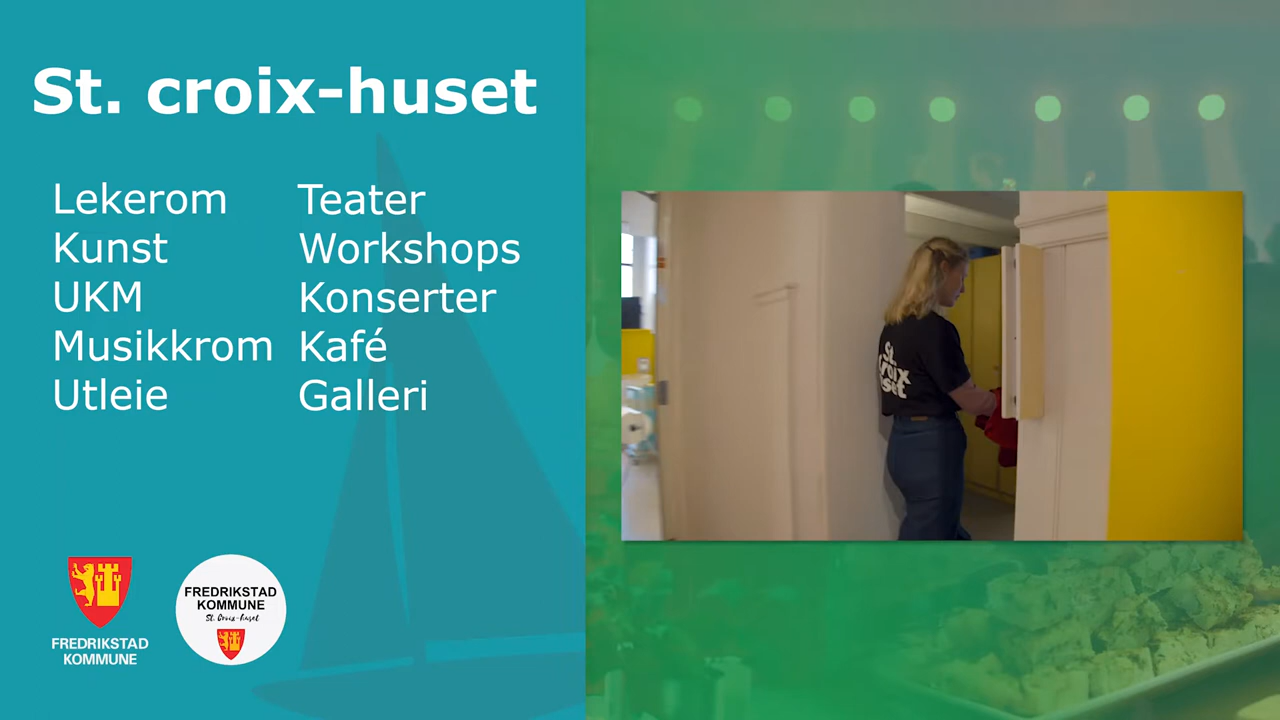 St. croix-huset
Lekerom
Kunst
UKM
Musikkrom
Utleie
Teater
Workshops
Konserter
Kafé
Galleri
St.
Croix
huset
FREDRIKSTAD
KOMMUNE
FREDRIKSTAD
KOMMUNE
St. Croix-huset